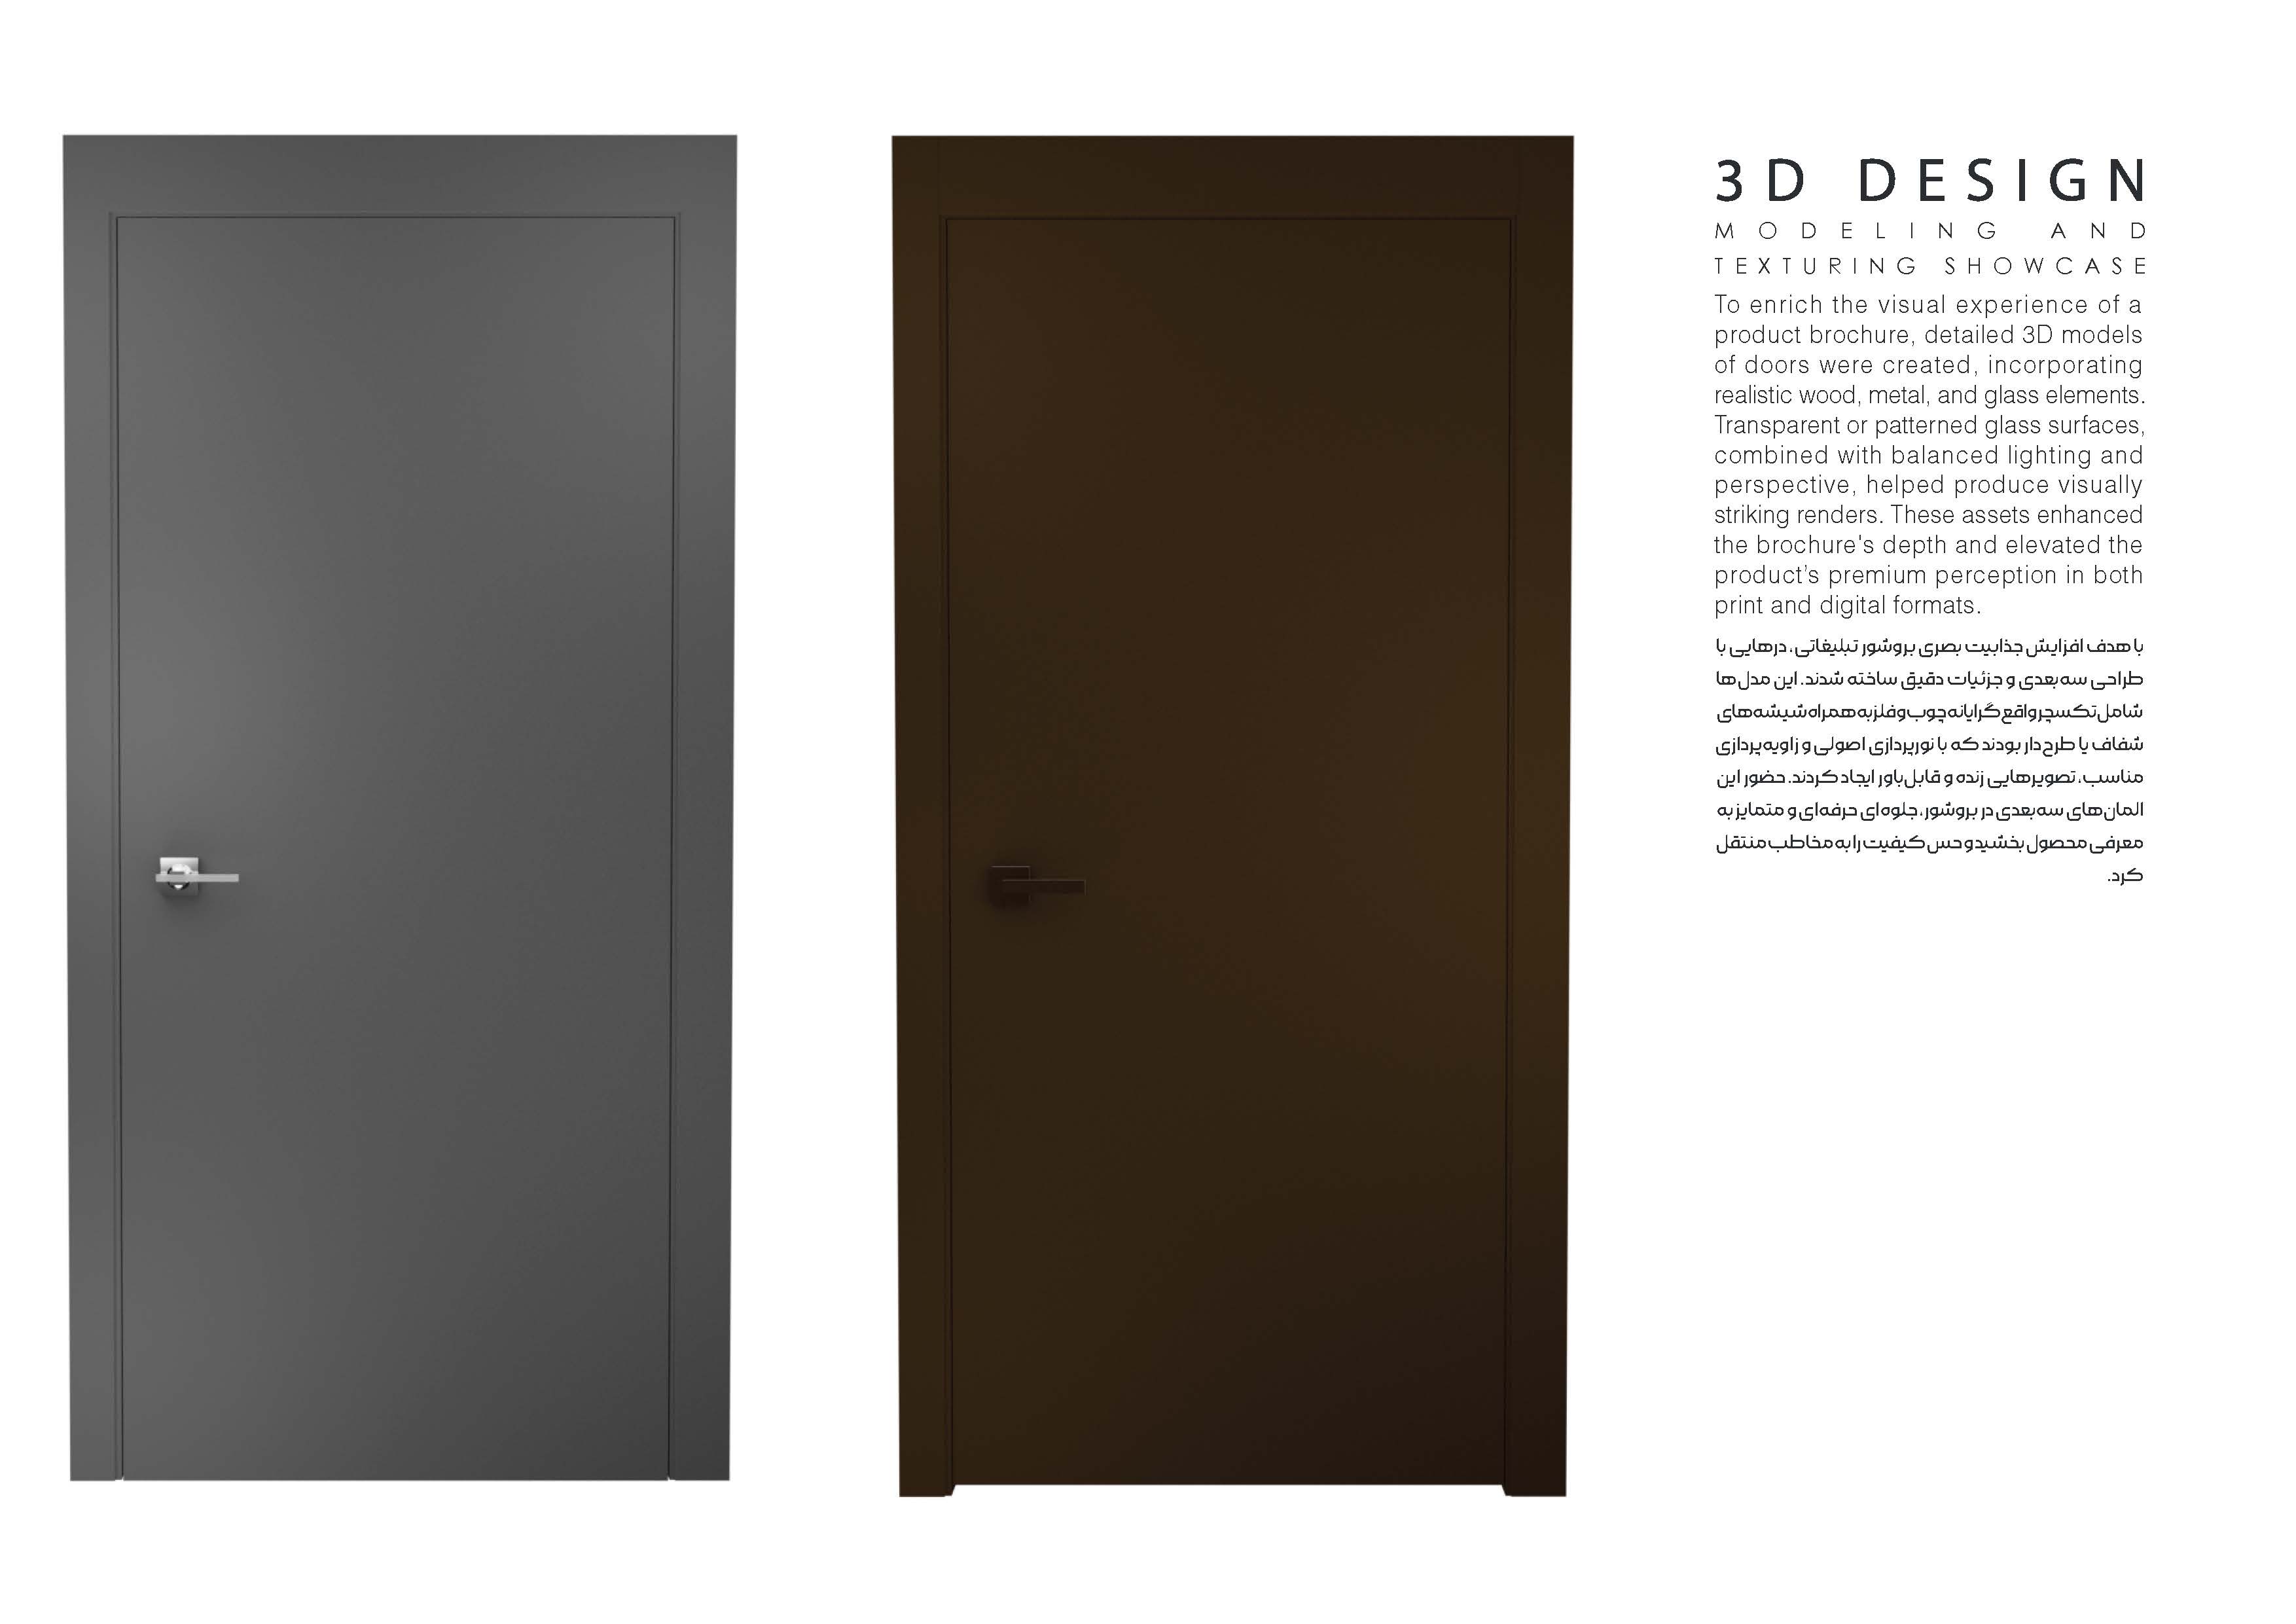 3D DESIGN
MODELING AND
TEXTURING SHOWCASE
To enrich the visual experience of a
product brochure, detailed 3D models
of doors were created, incorporating
realistic wood, metal, and glass elements.
Transparent or patterned glass surfaces,
combined with balanced lighting and
perspective, helped produce visually
striking renders. These assets enhanced
the brochure's depth and elevated the
product’s premium perception in both
print and digital formats.
با هدف افزایش جذابیت بصری بروشور تبلیغاتی، درهایی با
طراحی سه‌بعدی و جزئیات دقیق ساخته شدند. این مدل‌ها
شامل تکسچر واقع‌گرایانه چوب و فلز به همراه شیشه‌های
شفاف یا طرح‌دار بودند که با نورپردازی اصولی و زاویه‌پردازی
مناسب، تصویرهایی زنده و قابل‌باور ایجاد کردند. حضور این
المان‌های سه‌بعدی در بروشور، جلوه‌ای حرفه‌ای و متمایز به
معرفی محصول بخشید و حس کیفیت را به مخاطب منتقل
کرد.